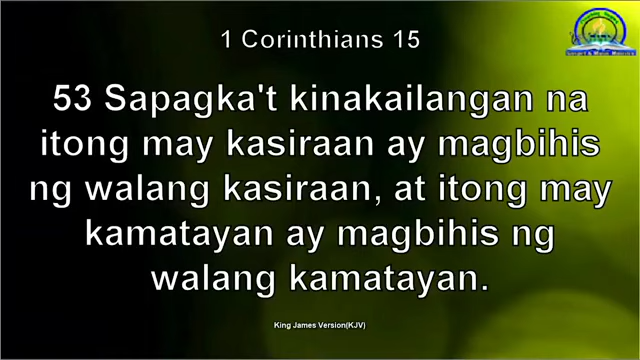 1 Corinthians 15
53 Sapagka't kinakailangan na
itong may kasiraan ay magbihis
ng walang kasiraan, at itong may
kamatayan ay magbihis ng
walang kamatayan.
King James Version(KJV)